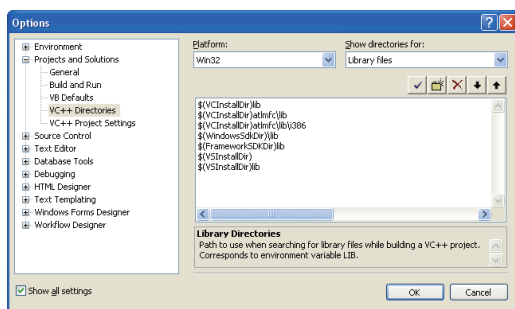 Options
Environment
Projects and Solutions
General
Build and Run
VB Defaults
VC++ Directories
VC++ Project Settings
Source Control
Text Editor
Database Tools
Debugging
HTML Designer
Text Templating
Windows Forms Designer
Workflow Designer
Platform:
Show directories for:
Win32
Library files
$(VCInstallDir)lib
$(VCInstallDir)atlmfc\lib
$(VCInstallDir)atlmfc\lib\i386
$(WindowsSdkDir)\lib
$(FrameworkSDKDir)lib
$(VSInstallDir)
$(VSInstallDir)lib
Library Directories
Path to use when searching for library files while building a VC++ project.
Corresponds to environment variable LIB.
Show all settings
OK
Cancel